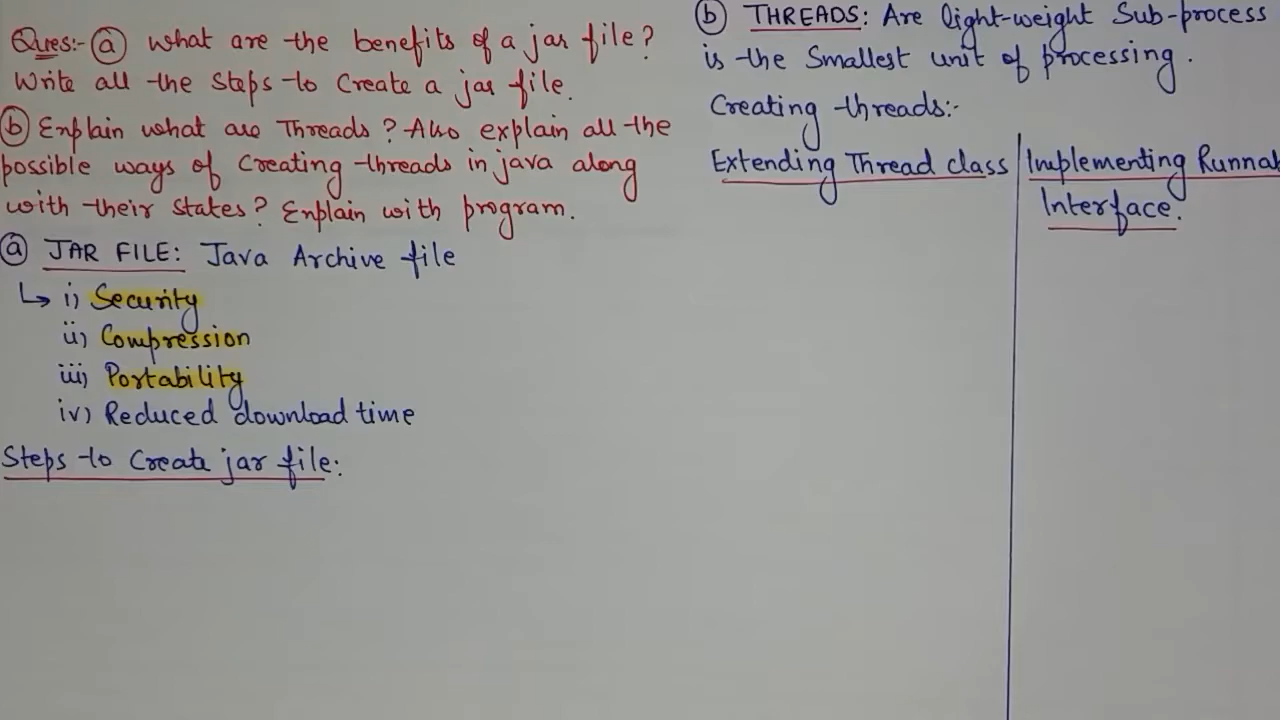 Ques:- (a) What are the benefits of a jar file?
Write all the steps to create a jar file.
(b) Explain what are Threads? Also explain all the
possible ways of creating threads in java along
with their states? Explain with program.
(a) JAR FILE: Java Archive file
↳ i) Security
ii) Compression
iii) Portability
iv) Reduced download time
Steps to create jar file:
(b) THREADS: Are light-weight Sub-process
is the smallest unit of processing.
Creating threads:-
Extending Thread class
Implementing Runnab
Interface.